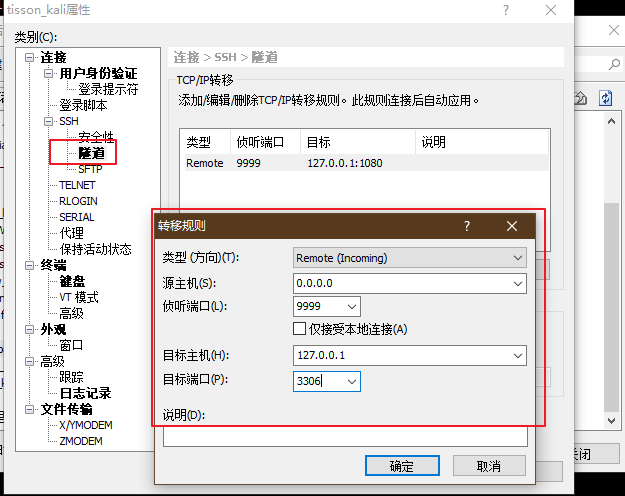 tisson_kali属性
类别(C):
连接
用户身份验证
登录提示符
登录脚本
SSH
安全性
隧道
SFTP
TELNET
RLOGIN
SERIAL
代理
保持活动状态
终端
键盘
VT 模式
高级
外观
窗口
高级
跟踪
日志记录
文件传输
X/YMODEM
ZMODEM
连接 > SSH > 隧道
TCP/IP转移
添加/编辑/删除TCP/IP转移规则。此规则连接后自动应用。
类型 侦听端口 目标 说明
Remote 9999 127.0.0.1:1080
转移规则
类型 (方向)(T): Remote (Incoming)
源主机(S): 0.0.0.0
侦听端口(L): 9999
仅接受本地连接(A)
目标主机(H): 127.0.0.1
目标端口(P): 3306
说明(D):
确定 取消
关闭